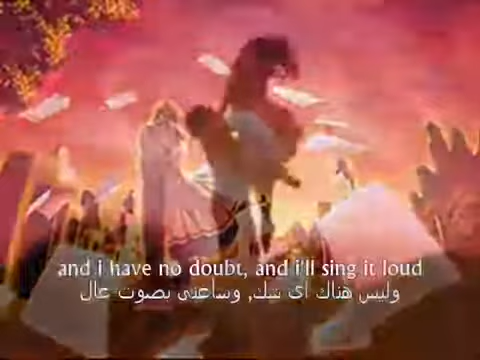 and i have no doubt, and i'll sing it loud
وليس هناك اى شك, وساغنى بصوت عال